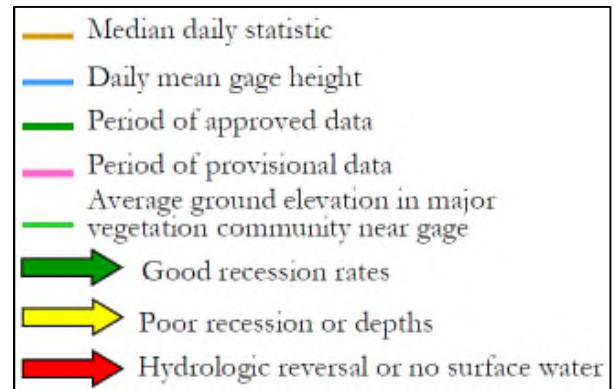 Median daily statistic
Daily mean gage height
Period of approved data
Period of provisional data
Average ground elevation in major
vegetation community near gage
Good recession rates
Poor recession or depths
Hydrologic reversal or no surface water